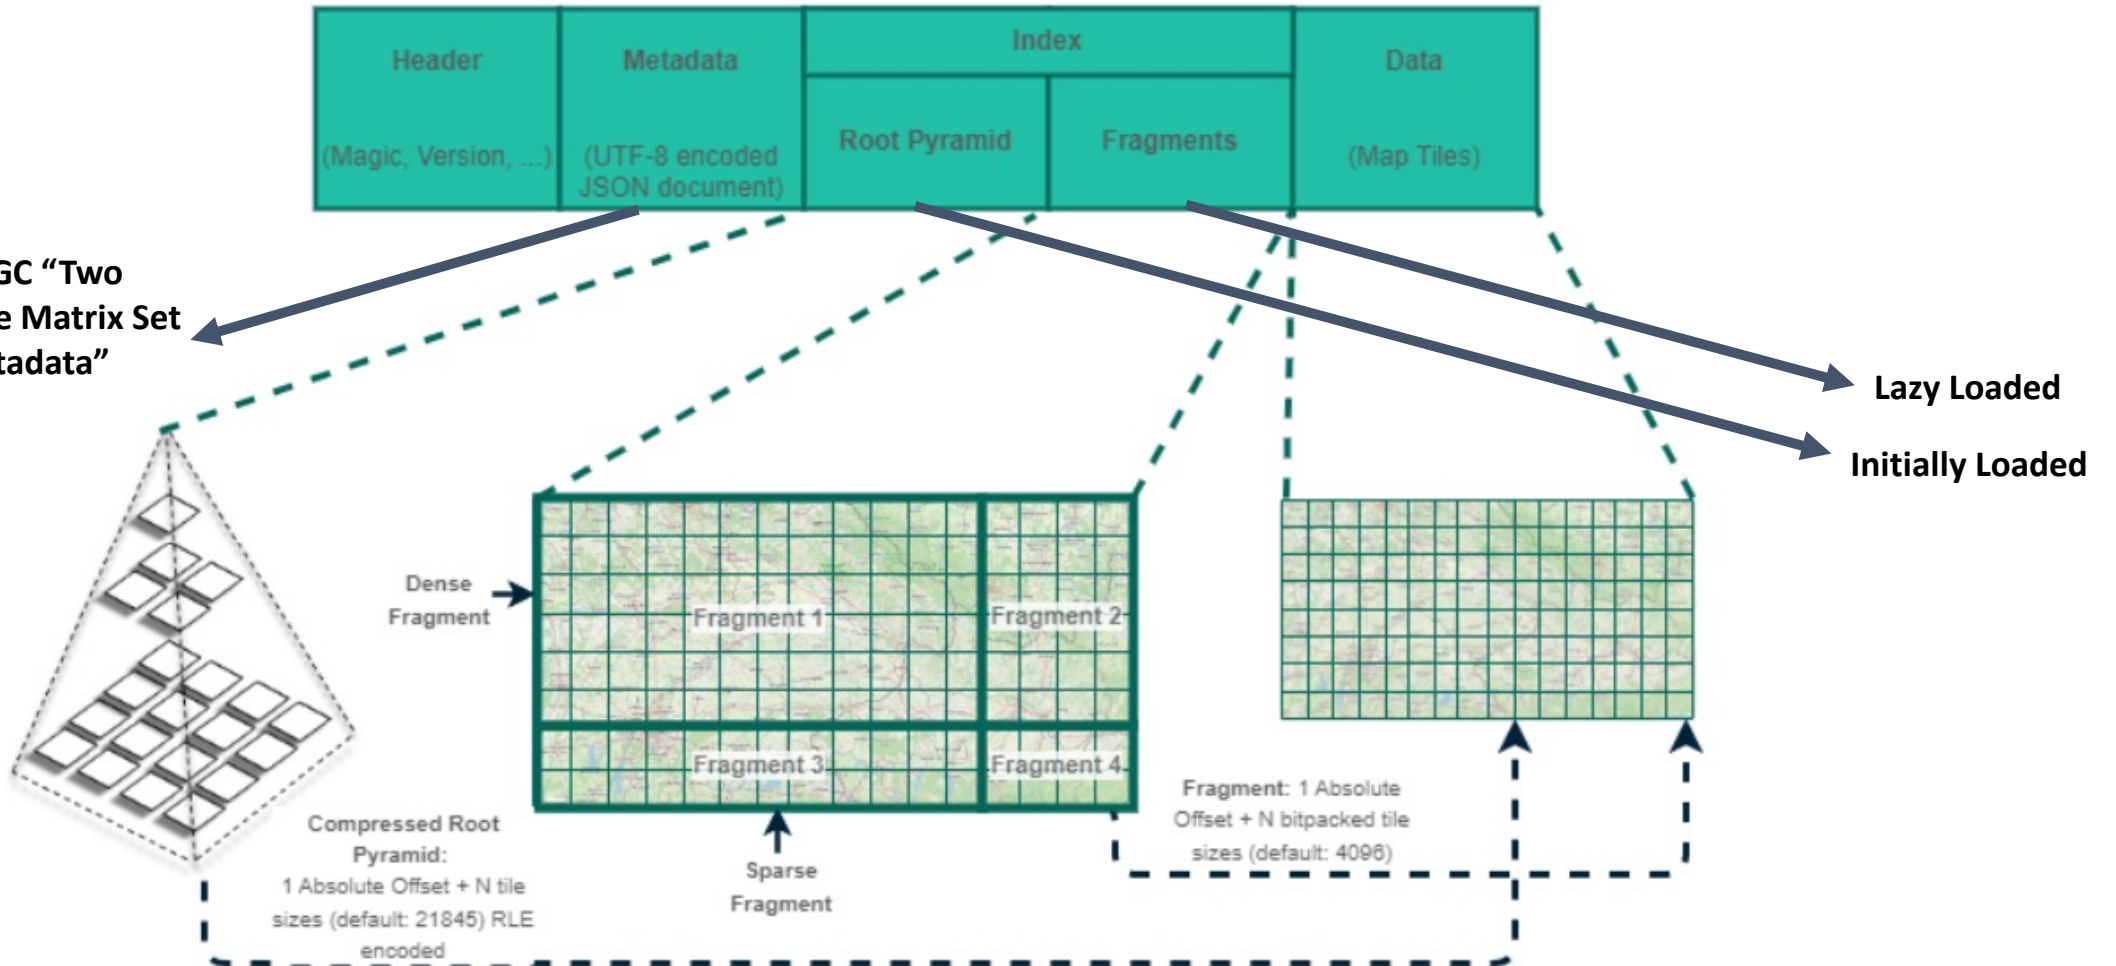 Header
(Magic, Version, ...)
Metadata
(UTF-8 encoded
JSON document)
Index
Root Pyramid
Fragments
Data
(Map Tiles)
GC “Two
e Matrix Set
tadata”
Lazy Loaded
Initially Loaded
Dense
Fragment
Fragment 1
Fragment 2
Fragment 3
Fragment 4
Sparse
Fragment
Compressed Root
Pyramid:
1 Absolute Offset + N tile
sizes (default: 21845) RLE
encoded
Fragment: 1 Absolute
Offset + N bitpacked tile
sizes (default: 4096)